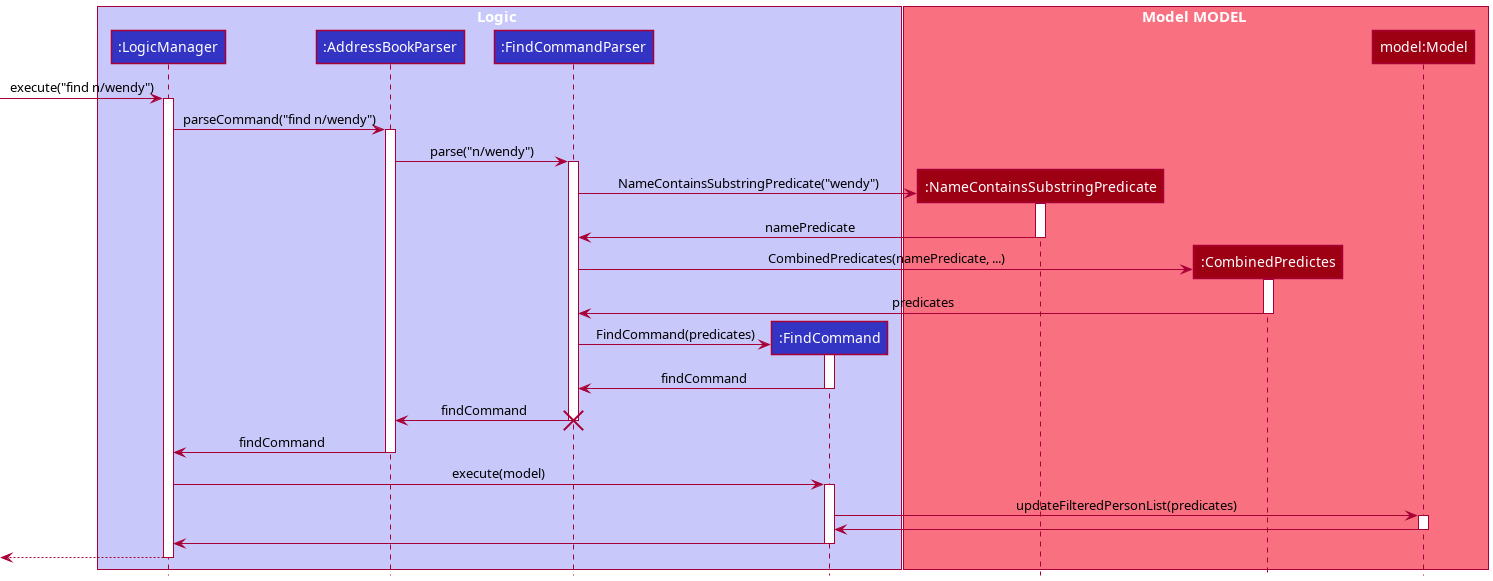 Logic
Model MODEL
:LogicManager
:AddressBookParser
:FindCommandParser
model:Model
execute("find n/wendy")
parseCommand("find n/wendy")
parse("n/wendy")
NameContainsSubstringPredicate("wendy")
:NameContainsSubstringPredicate
namePredicate
CombinedPredicates(namePredicate, ...)
:CombinedPredictes
predicates
FindCommand(predicates)
:FindCommand
findCommand
findCommand
findCommand
execute(model)
updateFilteredPersonList(predicates)